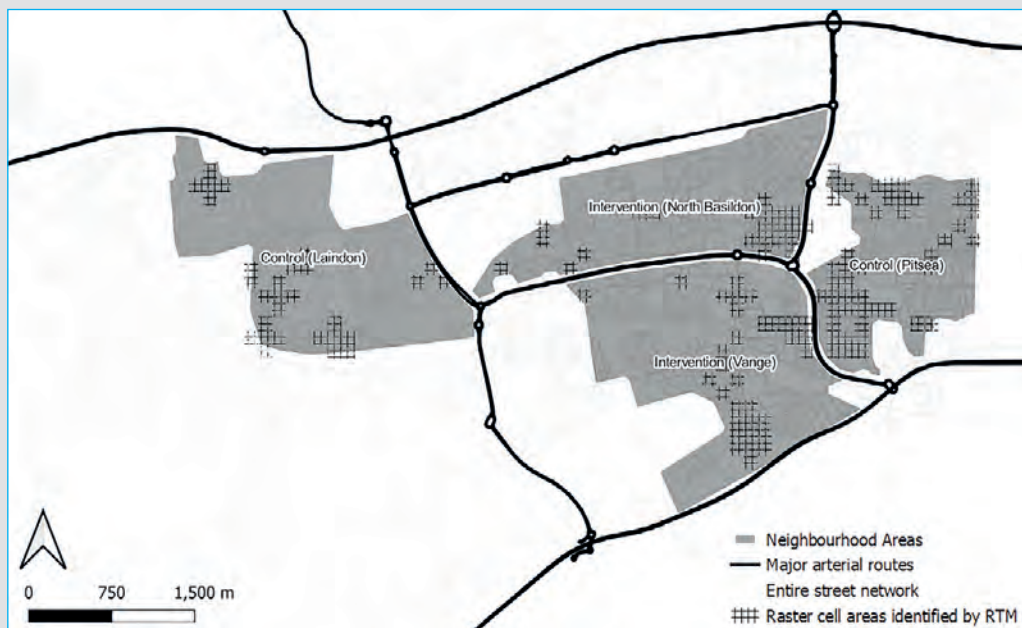 Intervention (North Basildon)
Control (Laindon)
Control (Pitsea)
Intervention (Vange)
0 750 1,500 m
Neighbourhood Areas
Major arterial routes
Entire street network
Raster cell areas identified by RTM